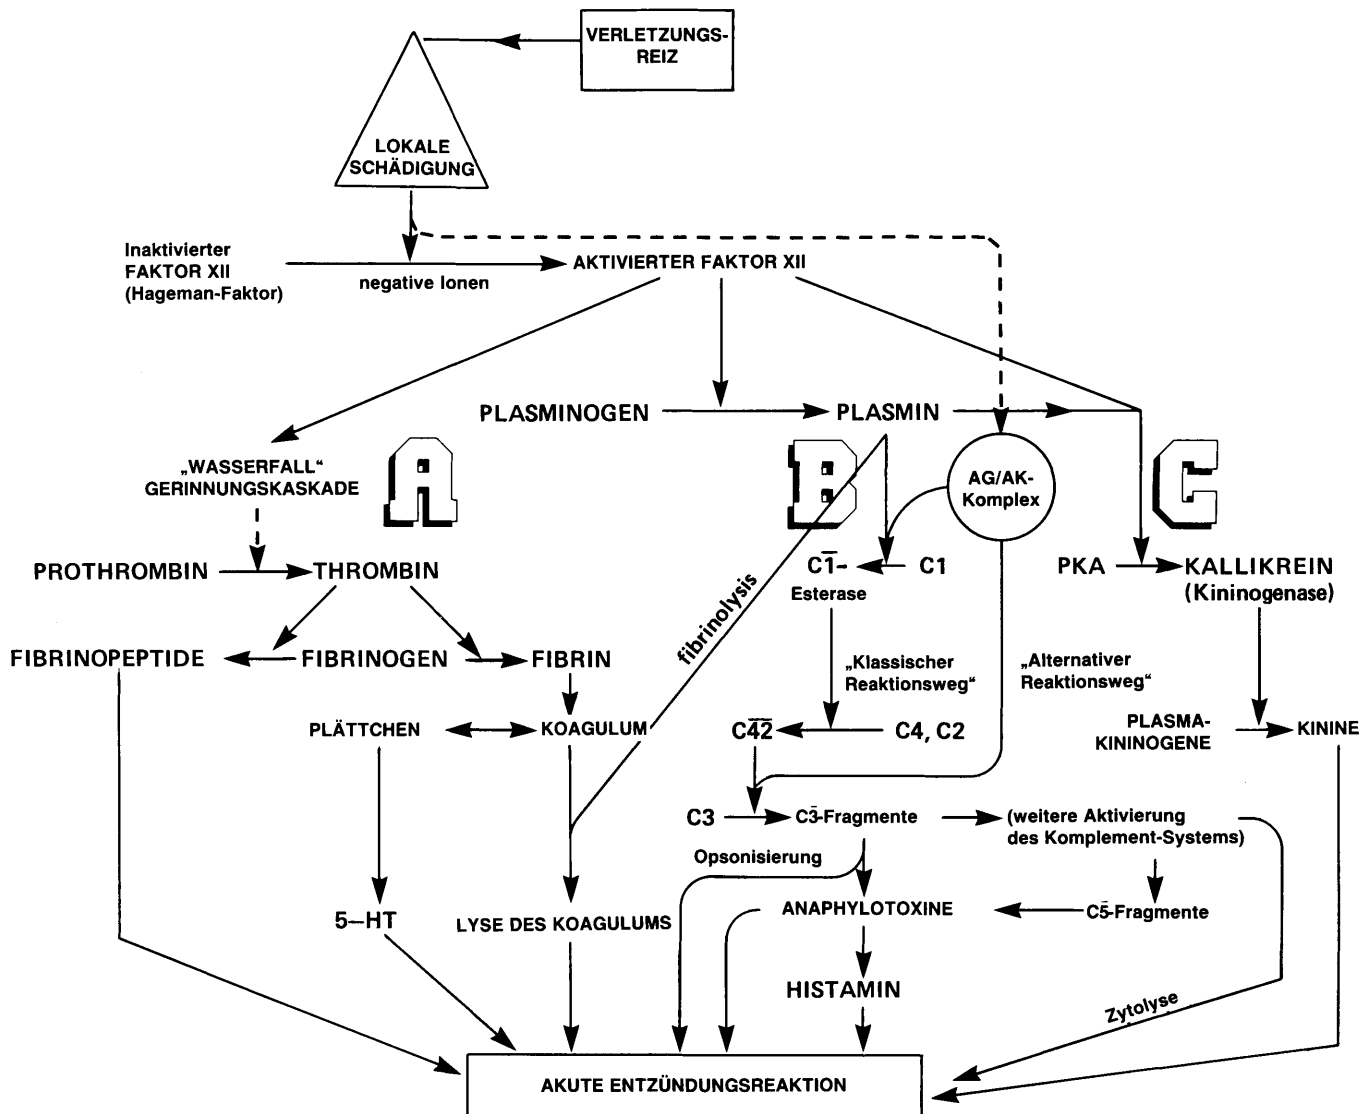 VERLETZUNGS-
REIZ
LOKALE
SCHÄDIGUNG
Inaktivierter
FAKTOR XII
(Hageman-Faktor)
negative Ionen
AKTIVIERTER FAKTOR XII
PLASMINOGEN
PLASMIN
A
B
C
„WASSERFALL“
GERINNUNGSKASKADE
AG/AK-
Komplex
PROTHROMBIN
THROMBIN
C1̅-
Esterase
C1
PKA
KALLIKREIN
(Kininogenase)
fibrinolysis
FIBRINOPEPTIDE
FIBRINOGEN
FIBRIN
„Klassischer
Reaktionsweg“
„Alternativer
Reaktionsweg“
PLÄTTCHEN
KOAGULUM
C4̅2̅
C4, C2
PLASMA-
KININOGENE
KININE
C3
C3̅-Fragmente
(weitere Aktivierung
des Komplement-Systems)
Opsonisierung
5–HT
LYSE DES KOAGULUMS
ANAPHYLOTOXINE
C5̅-Fragmente
HISTAMIN
Zytolyse
AKUTE ENTZÜNDUNGSREAKTION